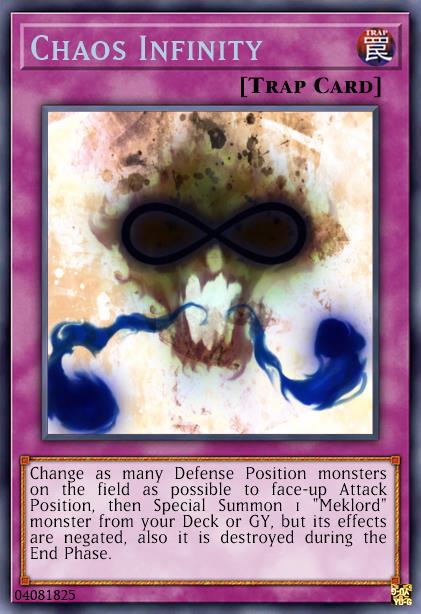 Chaos Infinity
TRAP
罠
[Trap Card]
Change as many Defense Position monsters
on the field as possible to face-up Attack
Position, then Special Summon 1 "Meklord"
monster from your Deck or GY, but its effects
are negated, also it is destroyed during the
End Phase.
04081825